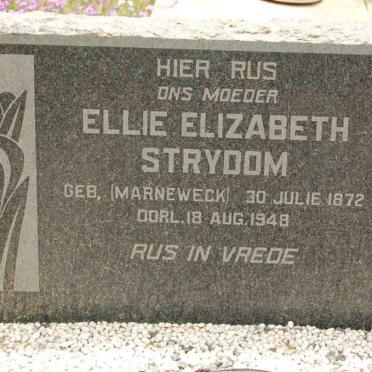 HIER RUS
ONS MOEDER
ELLIE ELIZABETH
STRYDOM
GEB. (MARNEWECK) 30 JULIE 1872
OORL. 18 AUG. 1948
RUS IN VREDE